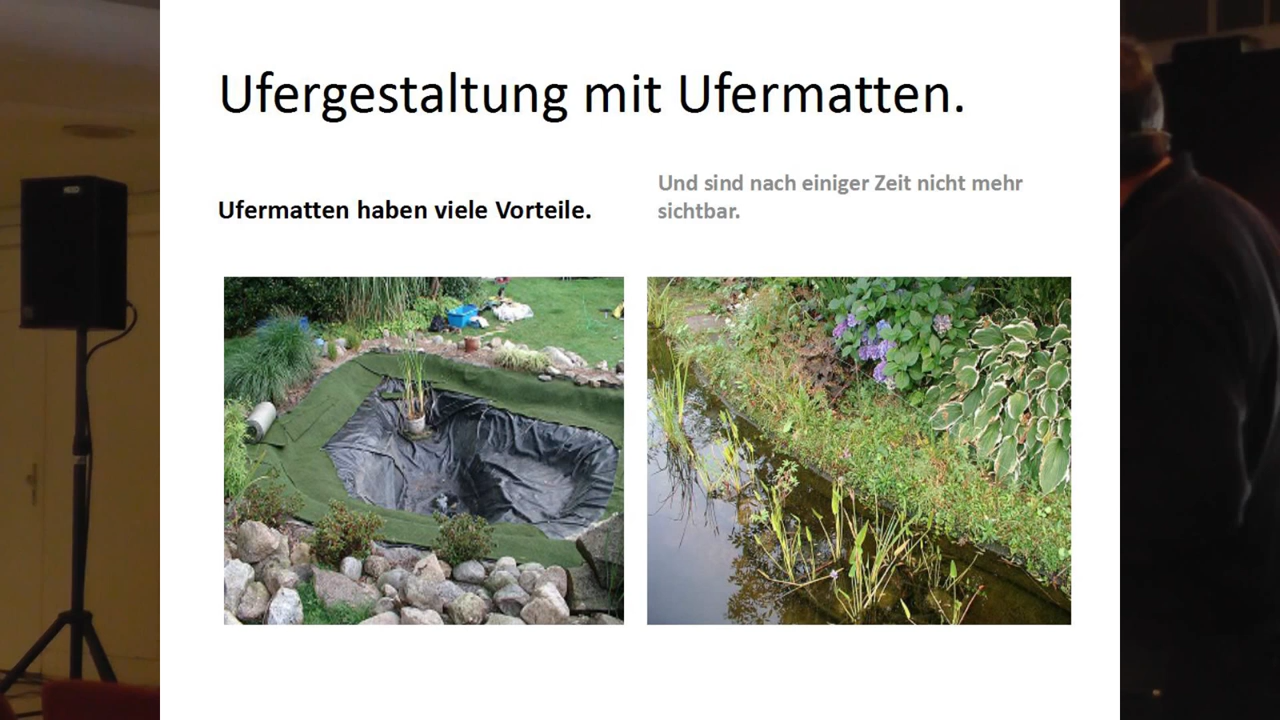 Ufergestaltung mit Ufermatten.
Ufermatten haben viele Vorteile.
Und sind nach einiger Zeit nicht mehr
sichtbar.